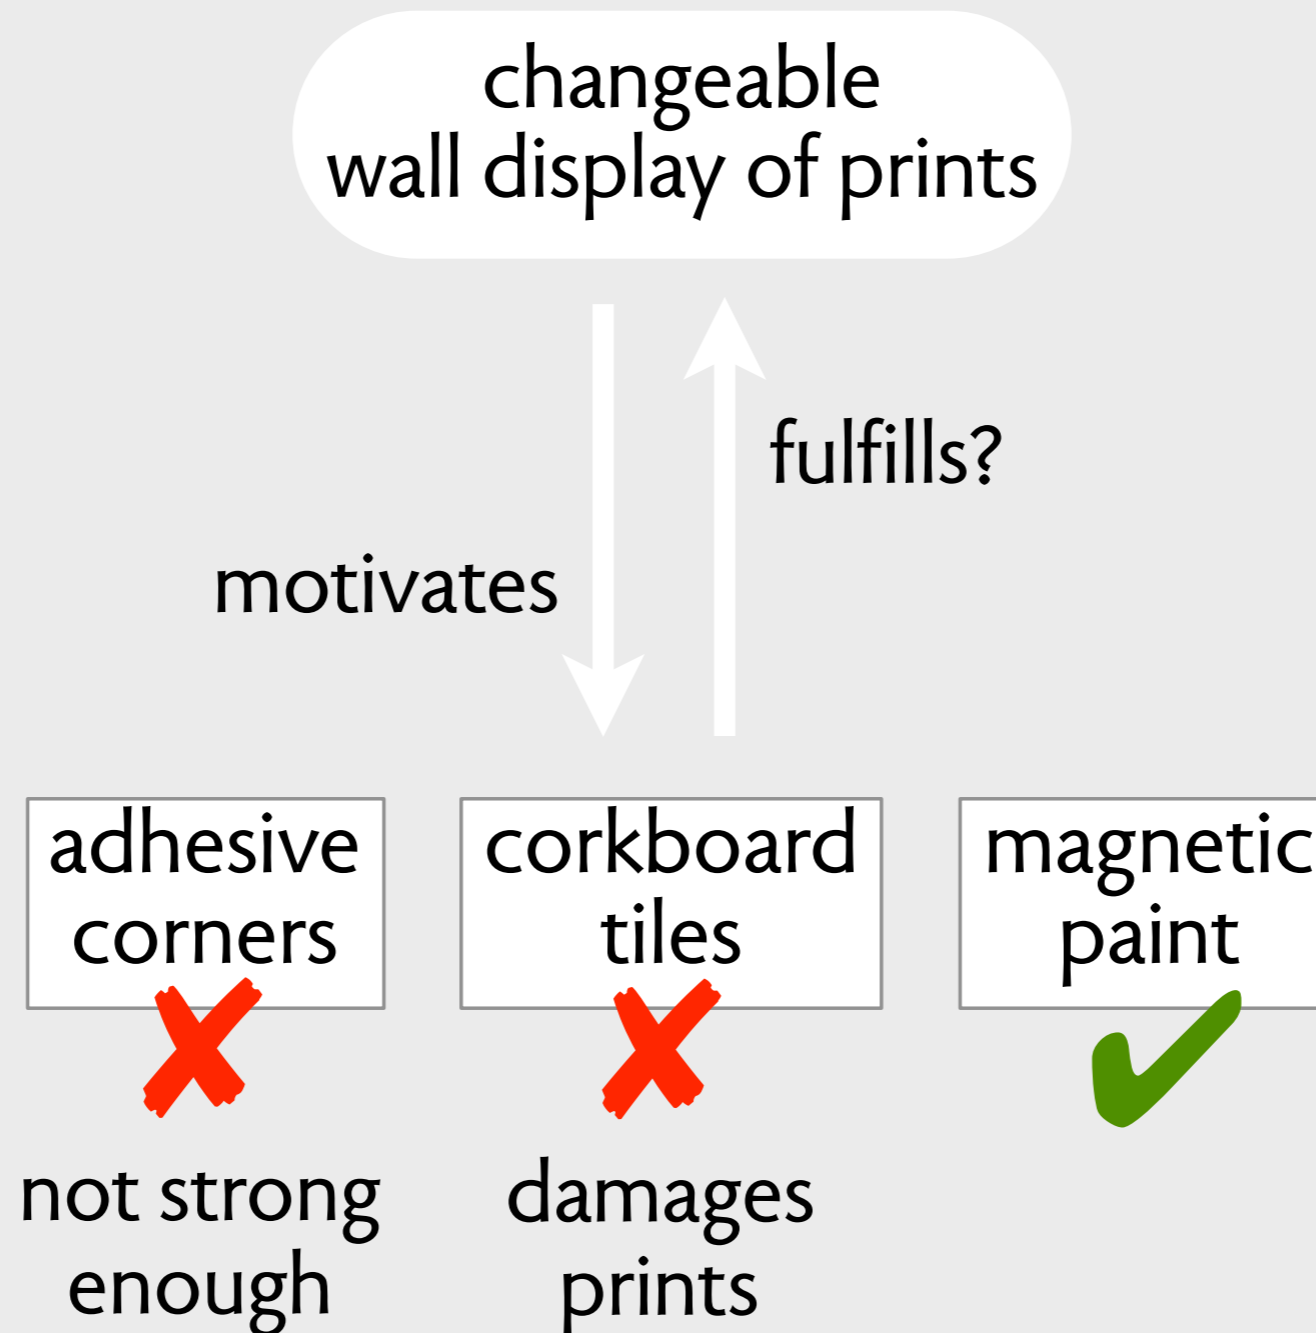 changeable
wall display of prints
fulfills?
motivates
adhesive
corners
corkboard
tiles
magnetic
paint
not strong
enough
damages
prints